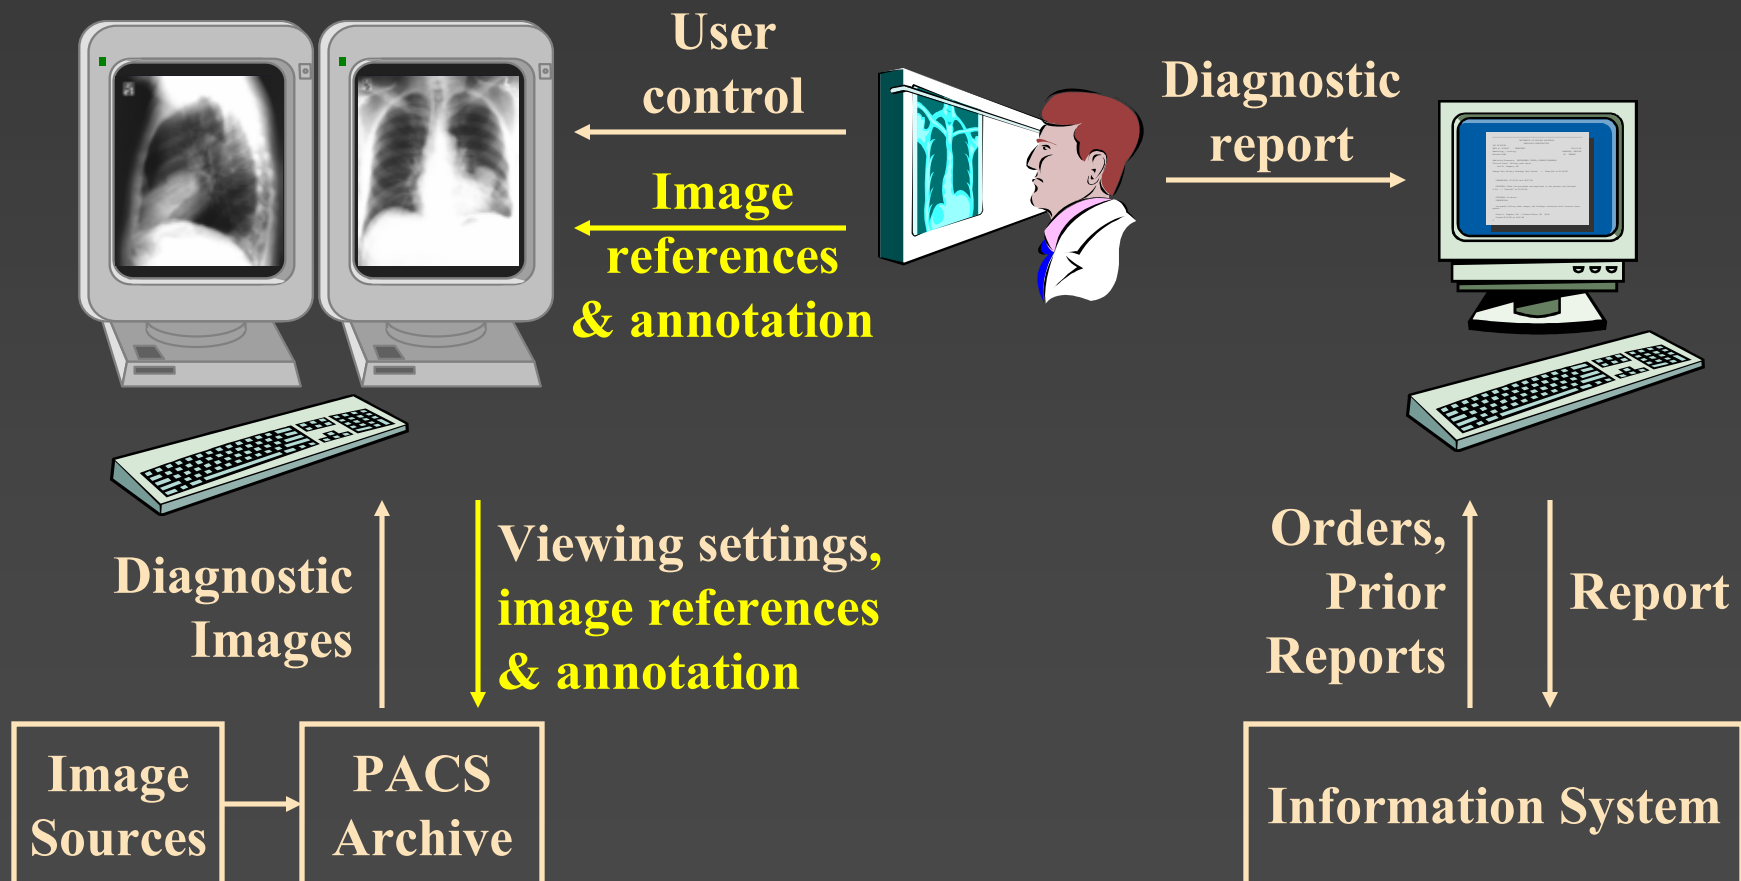 User
control
Image
references
& annotation
Diagnostic
report
Diagnostic
Images
Viewing settings,
image references
& annotation
Orders,
Prior
Reports
Report
Image
Sources
PACS
Archive
Information System